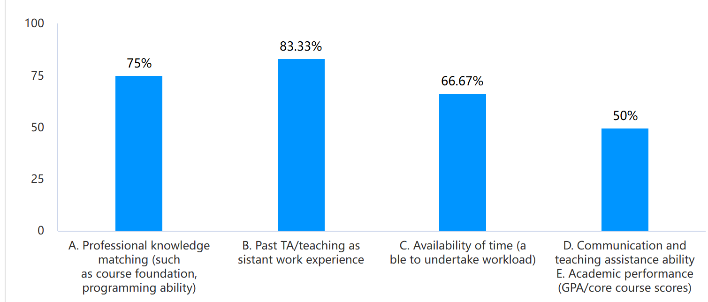 100
75
50
25
0
75%
83.33%
66.67%
50%
A. Professional knowledge
matching (such
as course foundation,
programming ability)
B. Past TA/teaching as
sistant work experience
C. Availability of time (a
ble to undertake workload)
D. Communication and
teaching assistance ability
E. Academic performance
(GPA/core course scores)